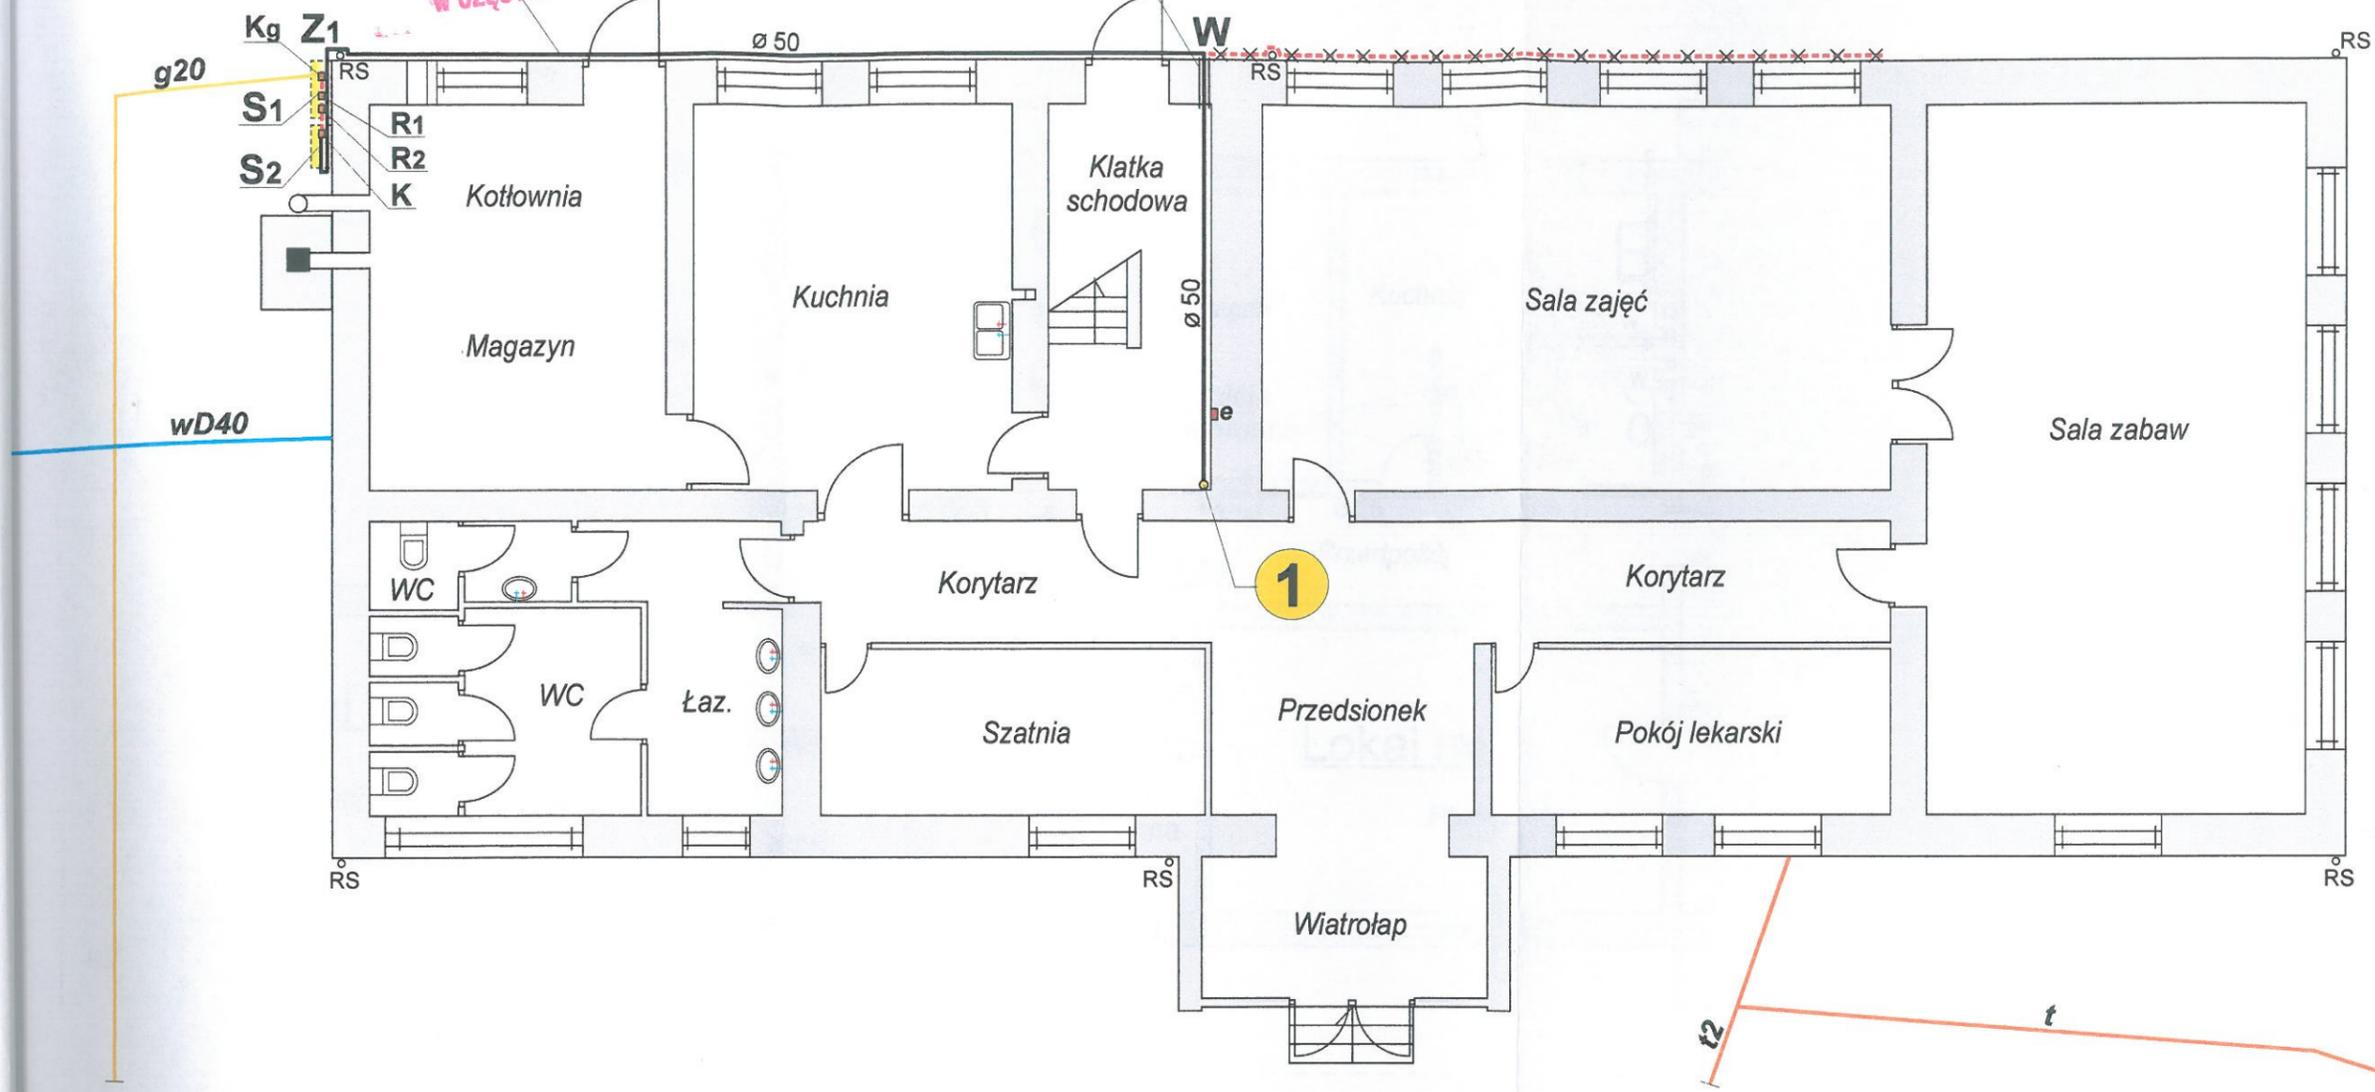 w częśc
Kg
Z1
ø 50
W
RS
RS
RS
g20
S1
R1
R2
S2
K
Kotłownia
Klatka
schodowa
Kuchnia
ø 50
Sala zajęć
Magazyn
e
wD40
Sala zabaw
WC
Korytarz
1
Korytarz
WC
Łaz.
Szatnia
Przedsionek
Pokój lekarski
RS
RS
RS
Wiatrołap
t2
t